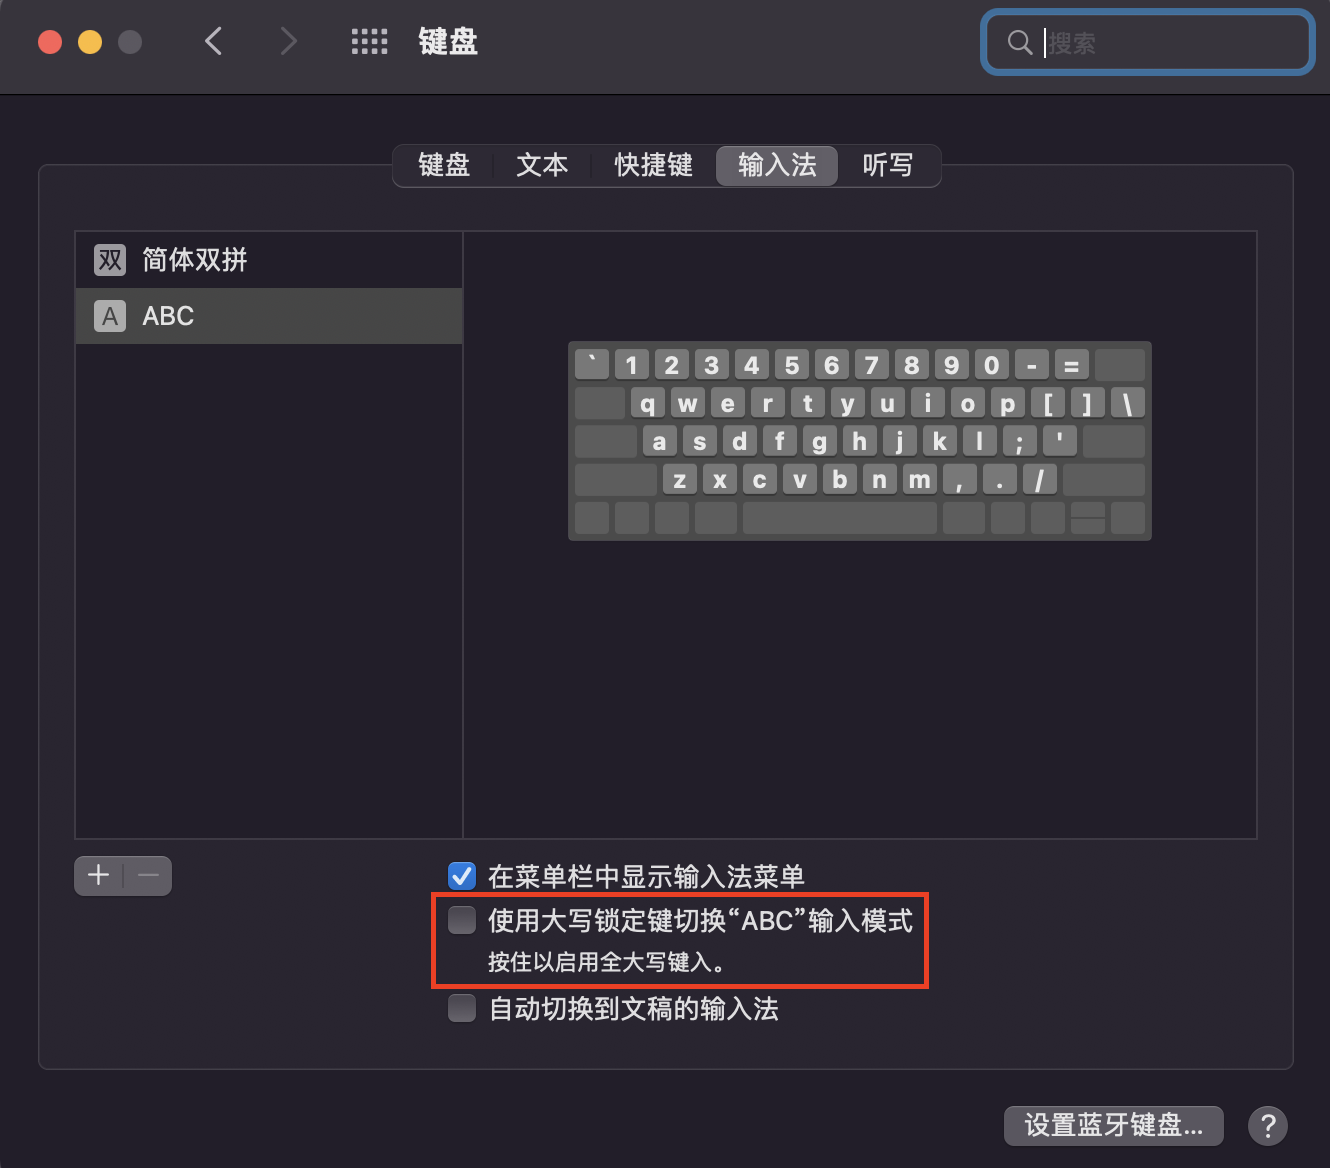 键盘
搜索
键盘 文本 快捷键 输入法 听写
双 简体双拼
A ABC
` 1 2 3 4 5 6 7 8 9 0 - =
q w e r t y u i o p [ ] \
a s d f g h j k l ; '
z x c v b n m , . /
在菜单栏中显示输入法菜单
使用大写锁定键切换“ABC”输入模式
按住以启用全大写键入。
自动切换到文稿的输入法
设置蓝牙键盘... ?